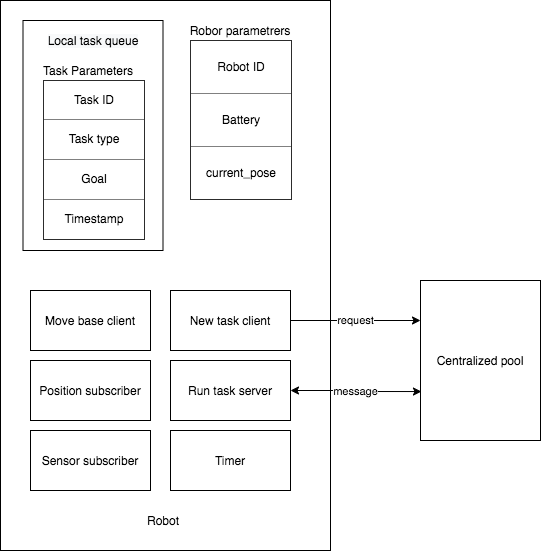 Local task queue
Task Parameters
Task ID
Task type
Goal
Timestamp
Robor parametrers
Robot ID
Battery
current_pose
Move base client
New task client
request
Position subscriber
Run task server
message
Sensor subscriber
Timer
Centralized pool
Robot